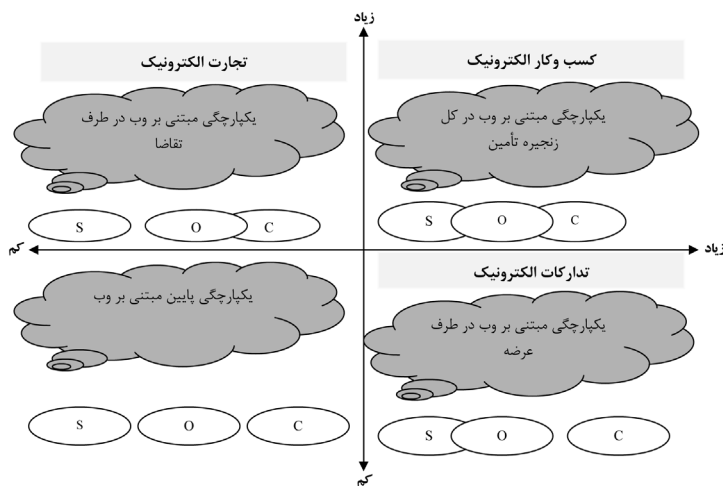 زیاد
کسب وکار الکترونیک
تجارت الکترونیک
یکپارچگی مبتنی بر وب در کل
زنجیره تأمین
یکپارچگی مبتنی بر وب در طرف
تقاضا
S O C
S O C
زیاد
کم
تدارکات الکترونیک
یکپارچگی مبتنی بر وب در طرف
عرضه
یکپارچگی پایین مبتنی بر وب
S O C
S O C
کم